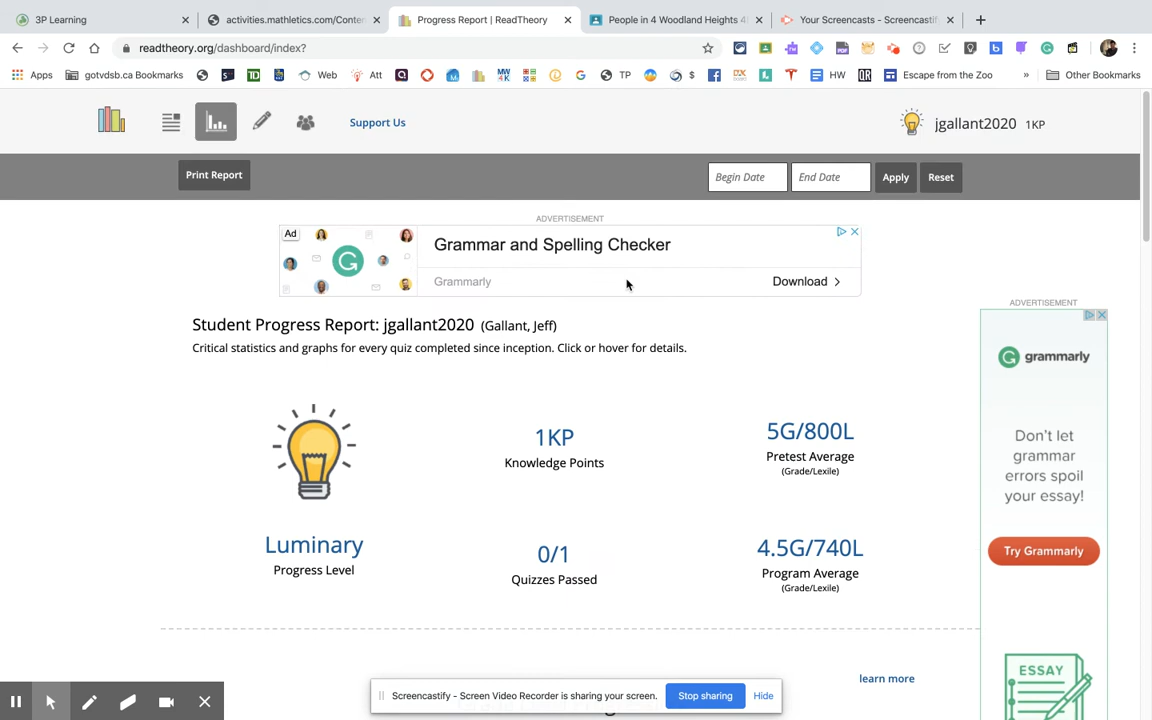 3P Learning
activities.mathletics.com/Conten
Progress Report | ReadTheory
People in 4 Woodland Heights 4
Your Screencasts - Screencastif
readtheory.org/dashboard/index?
Apps
gotvdsb.ca Bookmarks
Web
Att
TP
$
HW
Escape from the Zoo
»
Other Bookmarks
Support Us
jgallant2020 1KP
Print Report
Begin Date
End Date
Apply
Reset
ADVERTISEMENT
Ad
Grammar and Spelling Checker
Grammarly
Download
Student Progress Report: jgallant2020 (Gallant, Jeff)
Critical statistics and graphs for every quiz completed since inception. Click or hover for details.
1KP
Knowledge Points
5G/800L
Pretest Average
(Grade/Lexile)
Luminary
Progress Level
0/1
Quizzes Passed
4.5G/740L
Program Average
(Grade/Lexile)
ADVERTISEMENT
grammarly
Don't let
grammar
errors spoil
your essay!
Try Grammarly
ESSAY
learn more
Screencastify - Screen Video Recorder is sharing your screen.
Stop sharing
Hide